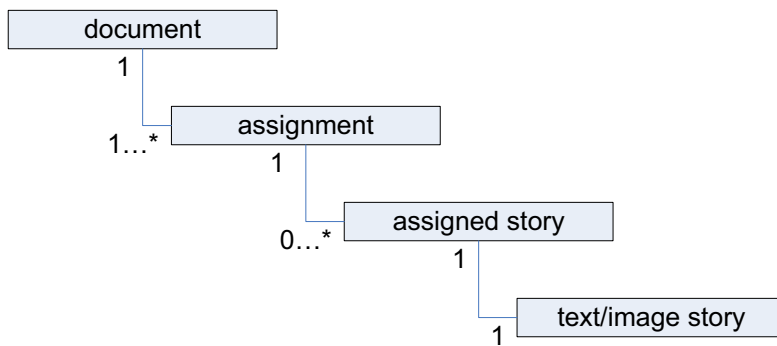 document
1
1…*
assignment
1
0…*
assigned story
1
1
text/image story